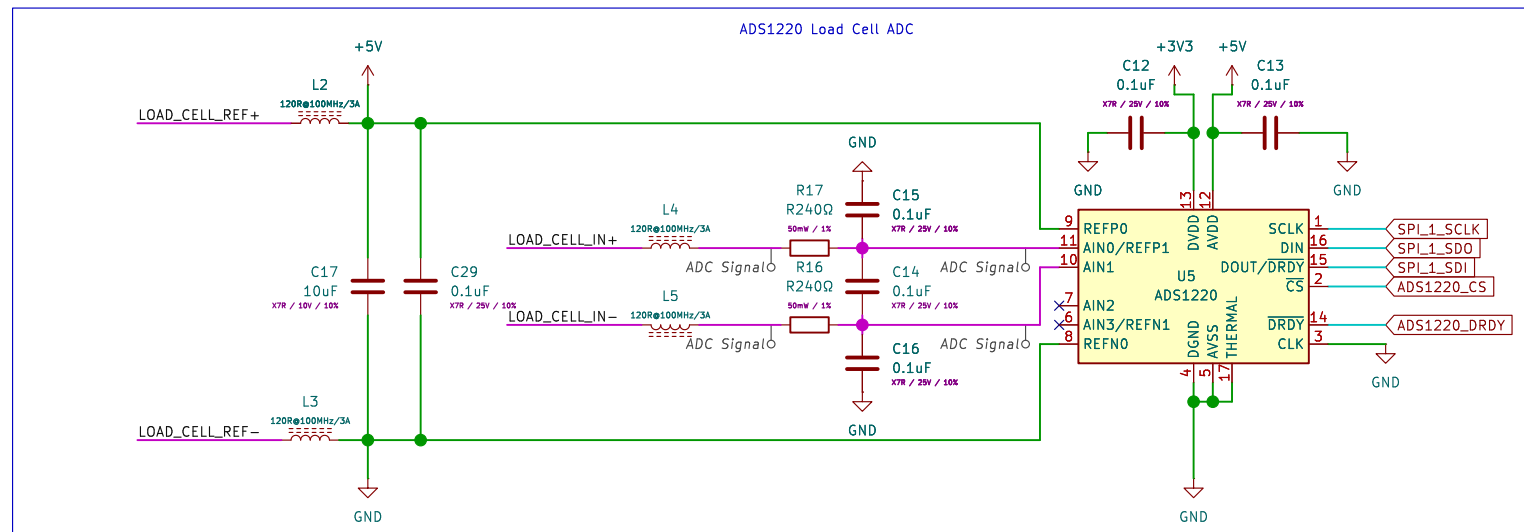 ADS1220 Load Cell ADC
+5V
+3V3
+5V
L2
120R@100MHz/3A
LOAD_CELL_REF+
C12
0.1uF
X7R / 25V / 10%
C13
0.1uF
X7R / 25V / 10%
GND
GND
GND
R17
R240Ω
50mW / 1%
C15
0.1uF
X7R / 25V / 10%
L4
120R@100MHz/3A
LOAD_CELL_IN+
ADC Signal
ADC Signal
C17
10uF
X7R / 10V / 10%
C29
0.1uF
X7R / 25V / 10%
R16
R240Ω
50mW / 1%
C14
0.1uF
X7R / 25V / 10%
L5
120R@100MHz/3A
LOAD_CELL_IN-
ADC Signal
ADC Signal
C16
0.1uF
X7R / 25V / 10%
GND
L3
120R@100MHz/3A
LOAD_CELL_REF-
GND
13
12
DVDD
AVDD
9
REFP0
11
AIN0/REFP1
10
AIN1
7
AIN2
6
AIN3/REFN1
8
REFN0
U5
ADS1220
SCLK
1
SPI_1_SCLK
DIN
16
SPI_1_SDO
DOUT/DRDY
15
SPI_1_SDI
CS
2
ADS1220_CS
DRDY
14
ADS1220_DRDY
CLK
3
GND
DGND
AVSS
THERMAL
4
5
17
GND